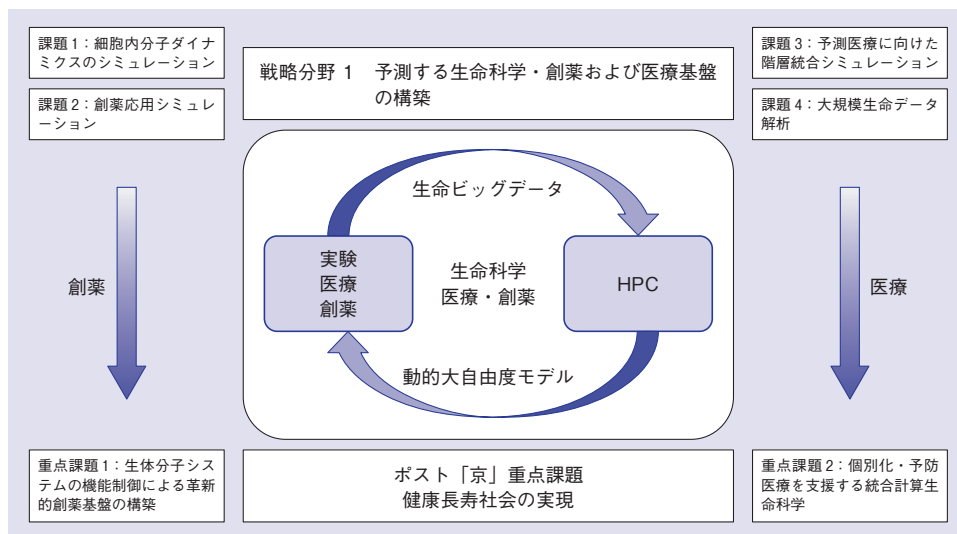 課題1：細胞内分子ダイナ
ミクスのシミュレーション
課題2：創薬応用シミュレ
ーション
戦略分野1　予測する生命科学・創薬および医療基盤
の構築
課題3：予測医療に向けた
階層統合シミュレーション
課題4：大規模生命データ
解析
生命ビッグデータ
実験
医療
創薬
生命科学
医療・創薬
HPC
動的大自由度モデル
創薬
医療
重点課題1：生体分子シス
テムの機能制御による革新
的創薬基盤の構築
ポスト「京」重点課題
健康長寿社会の実現
重点課題2：個別化・予防
医療を支援する統合計算生
命科学